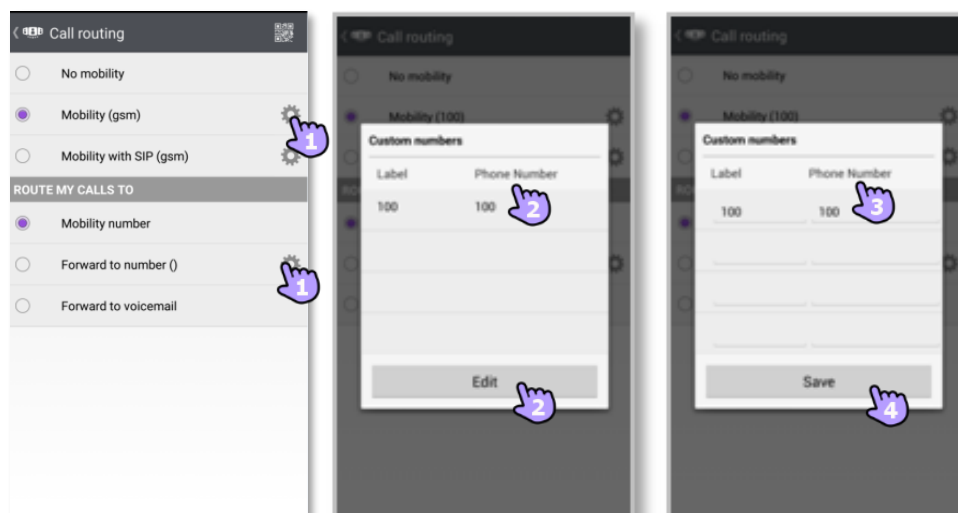 Call routing
No mobility
Mobility (gsm)
1
Mobility with SIP (gsm)
ROUTE MY CALLS TO
Mobility number
Forward to number ()
1
Forward to voicemail
Call routing
No mobility
Mobility (100)
Custom numbers
Label Phone Number
100 100
2
Edit
2
Call routing
No mobility
Mobility (100)
Custom numbers
Label Phone Number
3
100 100
Save
4